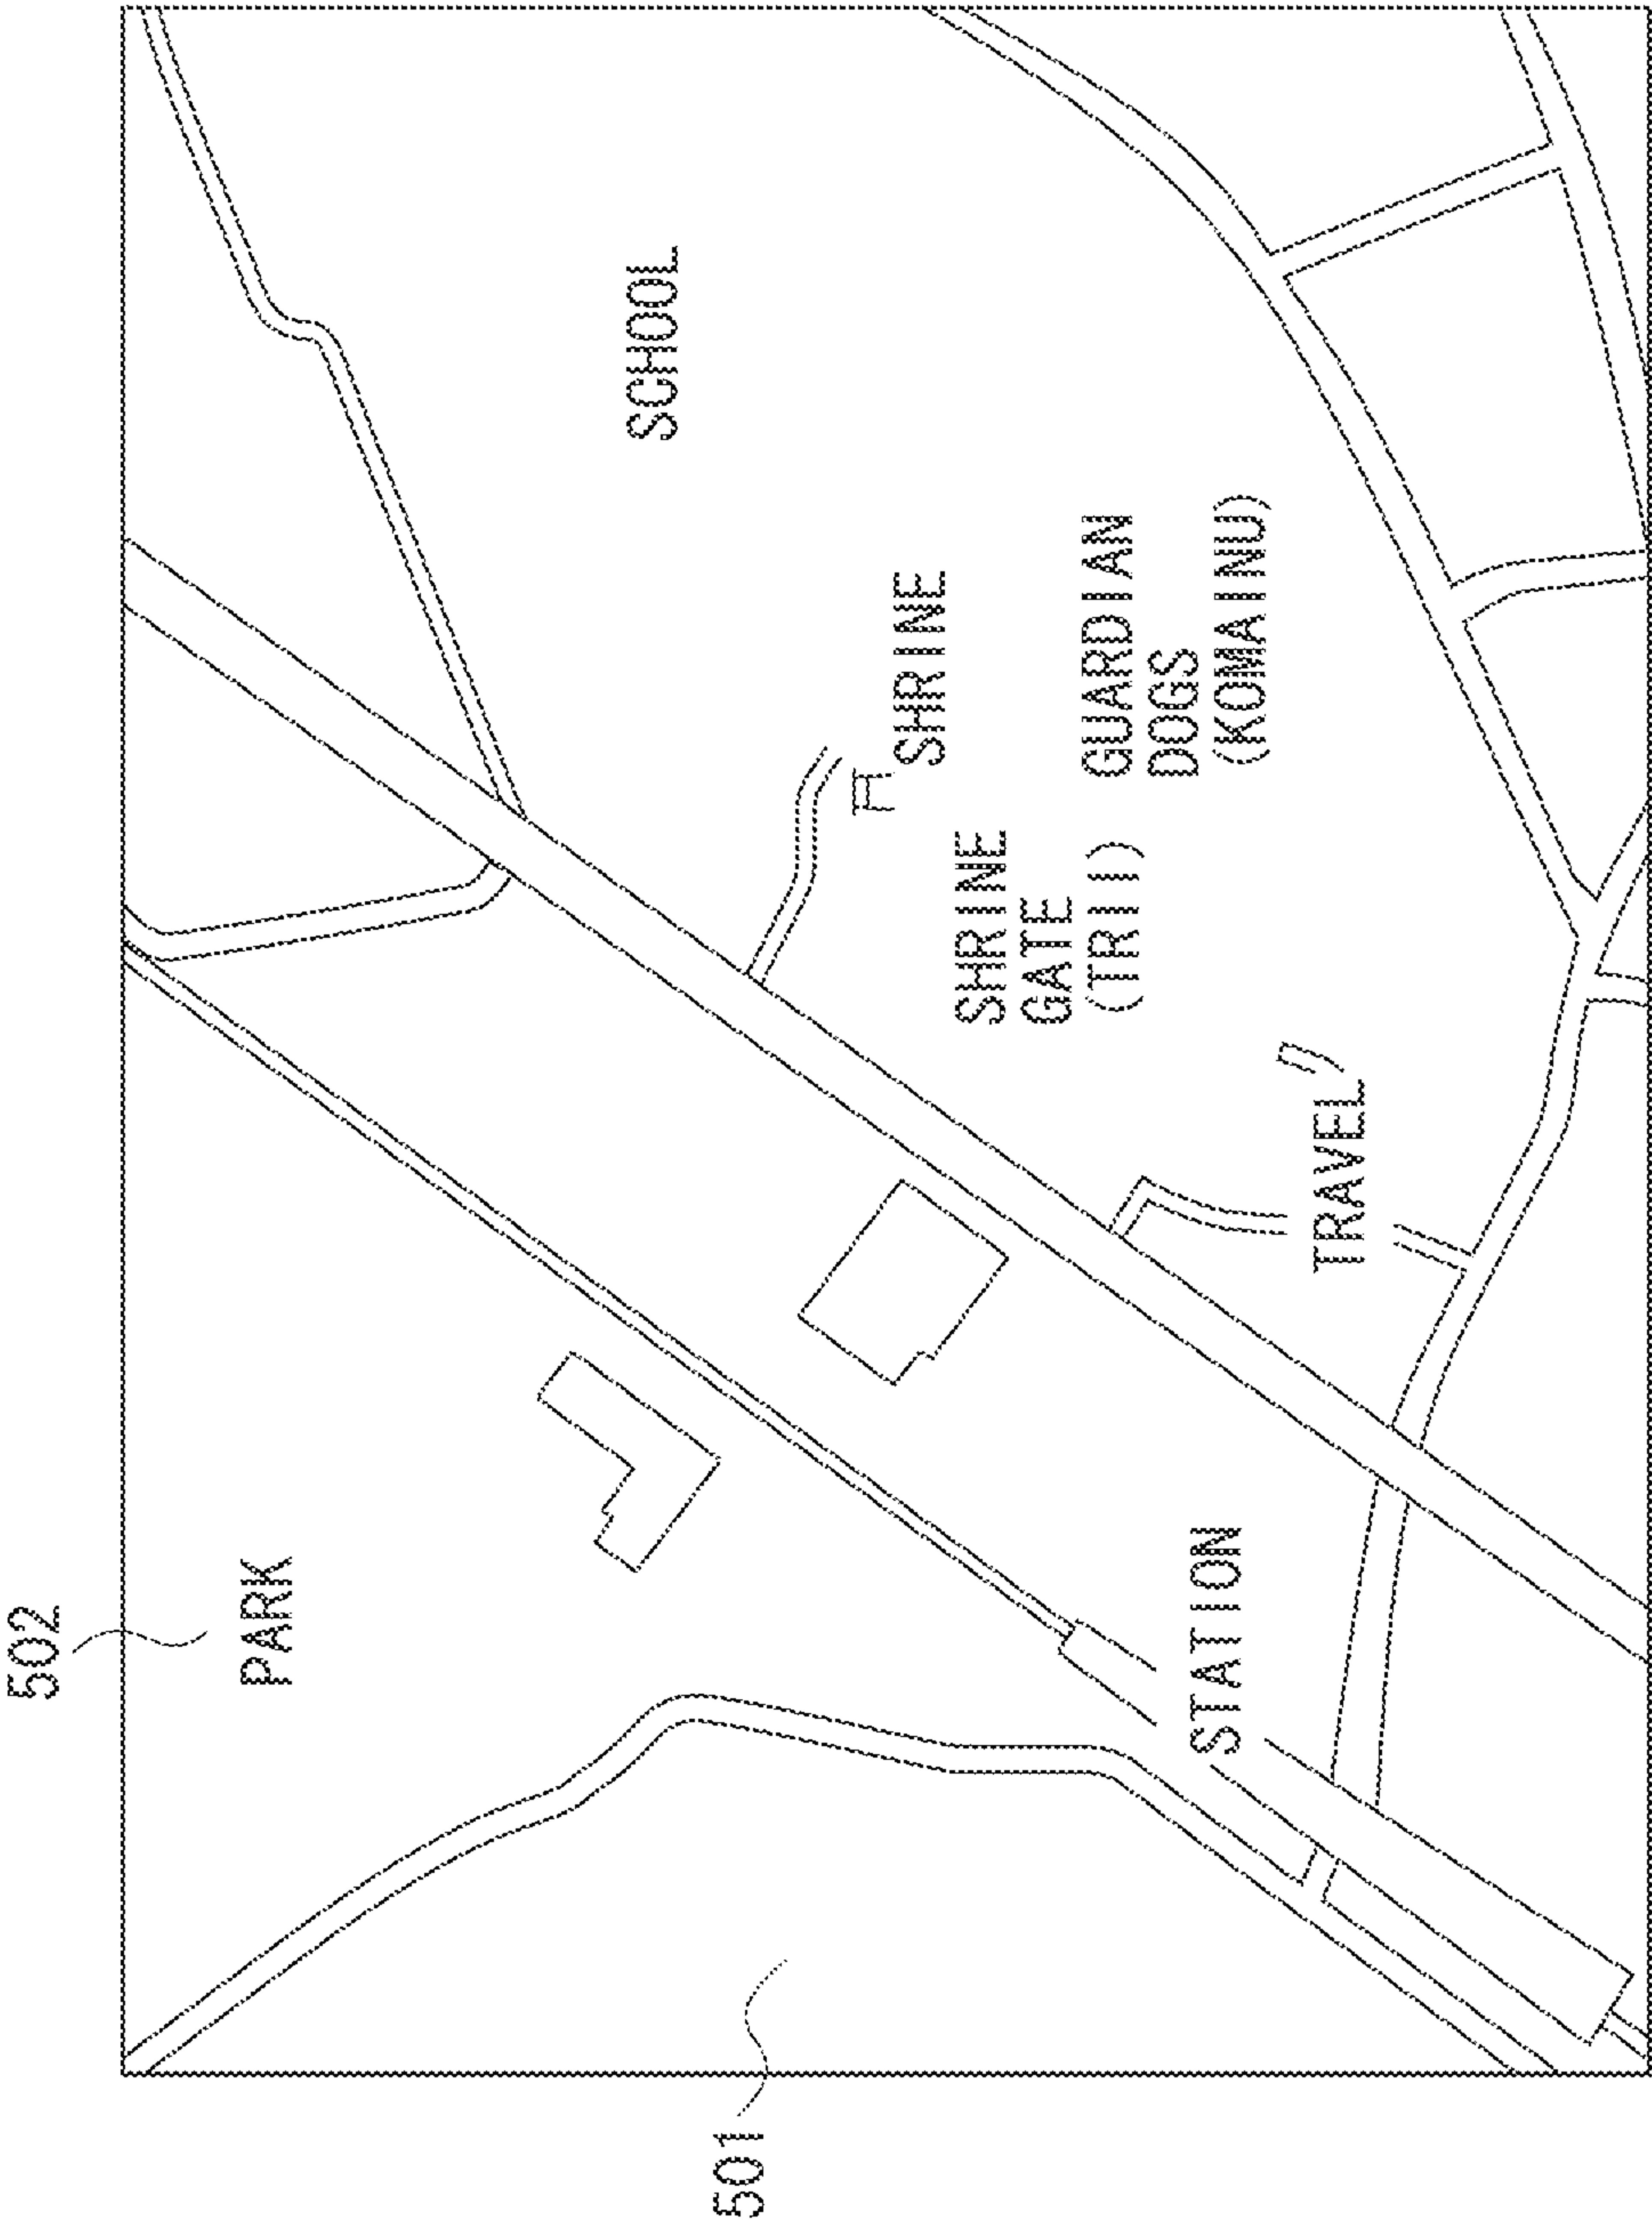 502
PARK
SCHOOL
501
SHRINE
SHRINE
GATE
(TRII)
GUARDIAN
DOGS
(KOMAINU)
STATION
TRAVEL